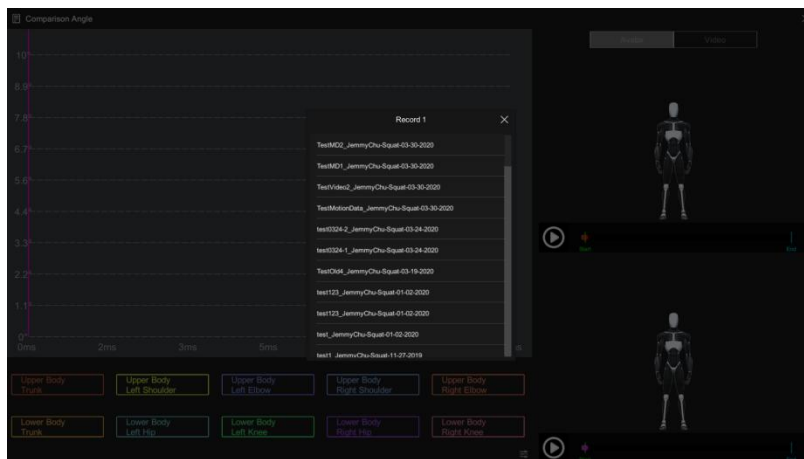 Comparison Angle
Avatar
Video
10°
8.9°
7.8°
6.7°
5.6°
4.4°
3.3°
2.2°
1.1°
0°
0ms
2ms
3ms
5ms
Record 1
TestMD2_JemmyChu-Squat-03-30-2020
TestMD1_JemmyChu-Squat-03-30-2020
TestVideo2_JemmyChu-Squat-03-30-2020
TestMotionData_JemmyChu-Squat-03-30-2020
test0324-2_JemmyChu-Squat-03-24-2020
test0324-1_JemmyChu-Squat-03-24-2020
TestOld4_JemmyChu-Squat-03-19-2020
test123_JemmyChu-Squat-01-02-2020
test123_JemmyChu-Squat-01-02-2020
test_JemmyChu-Squat-01-02-2020
test1_JemmyChu-Squat-11-27-2019
Start
End
Upper Body
Trunk
Upper Body
Left Shoulder
Upper Body
Left Elbow
Upper Body
Right Shoulder
Upper Body
Right Elbow
Lower Body
Trunk
Lower Body
Left Hip
Lower Body
Left Knee
Lower Body
Right Hip
Lower Body
Right Knee